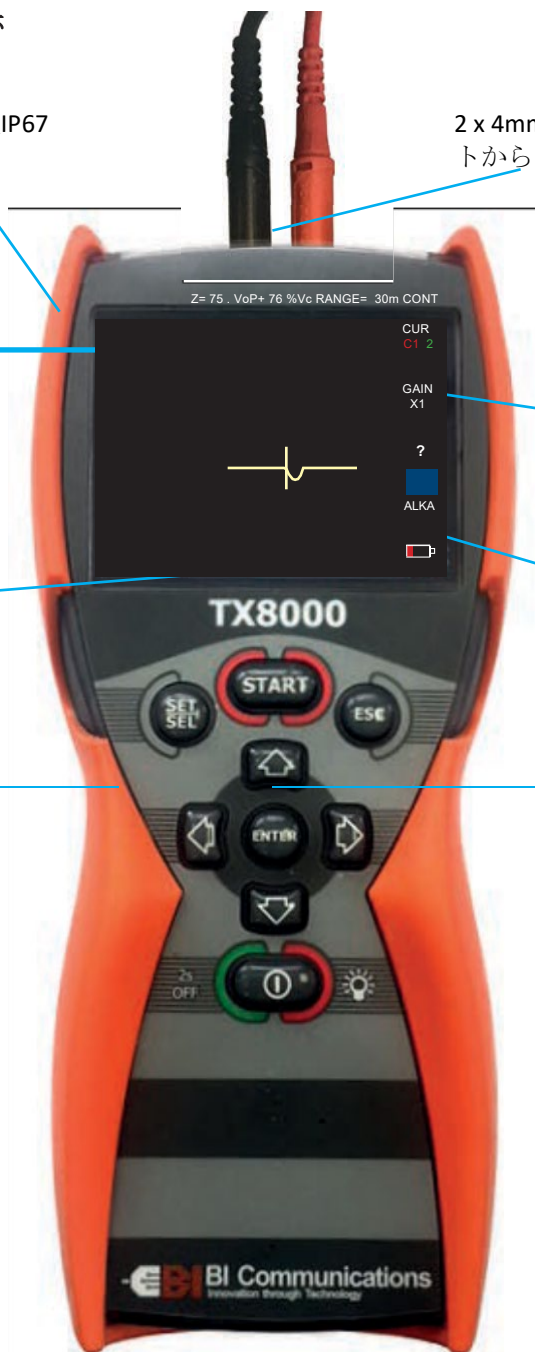 IP67
2 x 4mm
トから
Z= 75 . VoP+ 76 %Vc RANGE= 30m CONT
CUR
C1 2
GAIN
X1
?
ALKA
TX8000
SET
SEL
START
ESC
ENTER
2s
OFF
BI Communications
Innovation through Technology